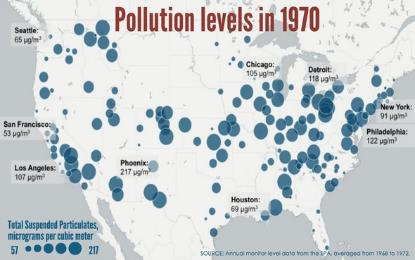 Pollution levels in 1970
Seattle:
65 µg/m³
Chicago:
105 µg/m³
Detroit:
118 µg/m³
New York:
91 µg/m³
Philadelphia:
122 µg/m³
San Francisco:
53 µg/m³
Los Angeles:
107 µg/m³
Phoenix:
217 µg/m³
Houston:
69 µg/m³
Total Suspended Particulates,
micrograms per cubic meter
57 217
SOURCE: Annual monitor level data from the EPA, averaged from 1968 to 1972.